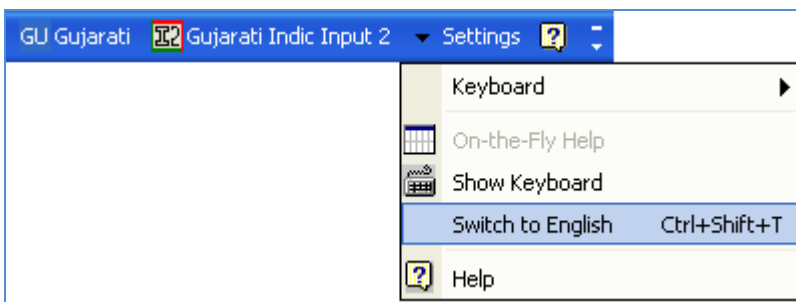 GU Gujarati I2 Gujarati Indic Input 2 Settings ?
Keyboard
On-the-Fly Help
Show Keyboard
Switch to English Ctrl+Shift+T
? Help